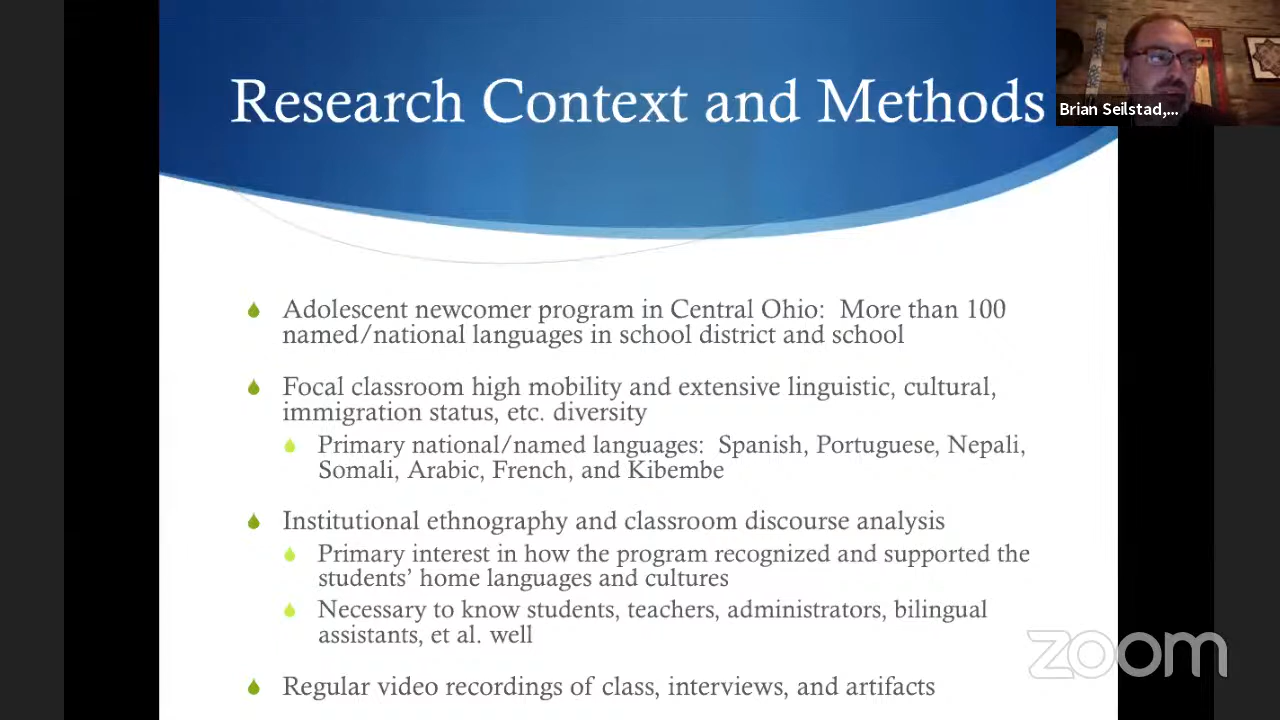 Research Context and Methods
Brian Seilstad,...
Adolescent newcomer program in Central Ohio:  More than 100
named/national languages in school district and school
Focal classroom high mobility and extensive linguistic, cultural,
immigration status, etc. diversity
Primary national/named languages:  Spanish, Portuguese, Nepali,
Somali, Arabic, French, and Kibembe
Institutional ethnography and classroom discourse analysis
Primary interest in how the program recognized and supported the
students’ home languages and cultures
Necessary to know students, teachers, administrators, bilingual
assistants, et al. well
Regular video recordings of class, interviews, and artifacts
zoom